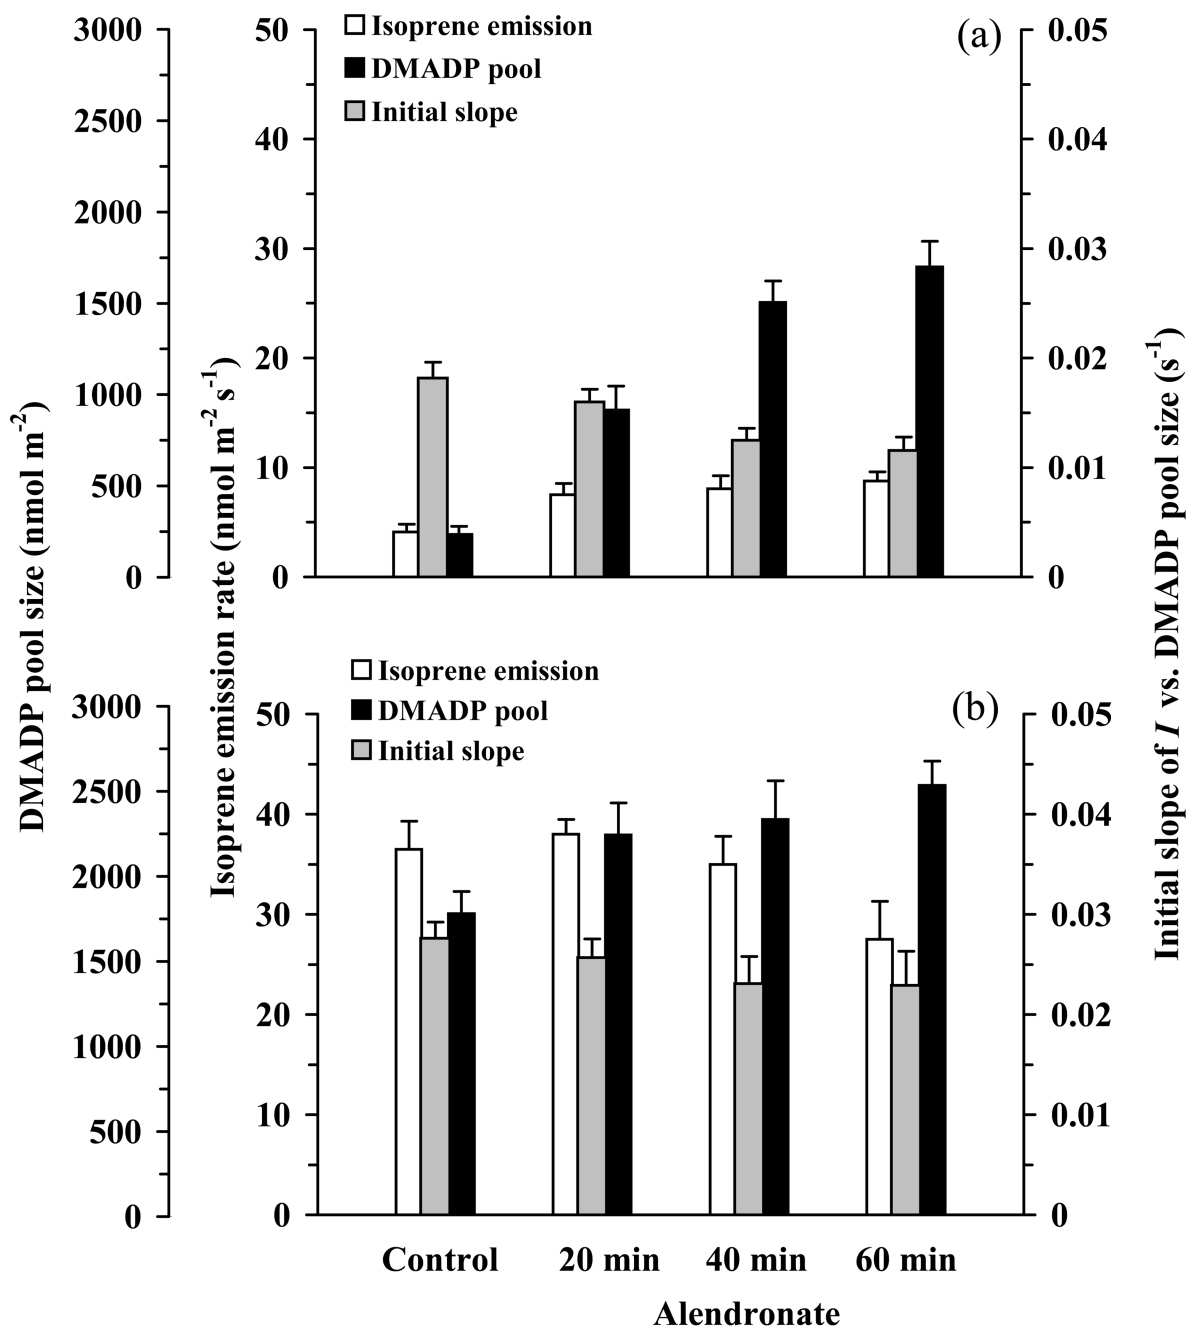 DMADP pool size (nmol m-2)
Isoprene emission rate (nmol m-2 s-1)
Initial slope of I vs. DMADP pool size (s-1)
(a)
Isoprene emission
DMADP pool
Initial slope
3000
2500
2000
1500
1000
500
0
50
40
30
20
10
0
0.05
0.04
0.03
0.02
0.01
0
(b)
Isoprene emission
DMADP pool
Initial slope
3000
2500
2000
1500
1000
500
0
50
40
30
20
10
0
0.05
0.04
0.03
0.02
0.01
0
Control 20 min 40 min 60 min
Alendronate